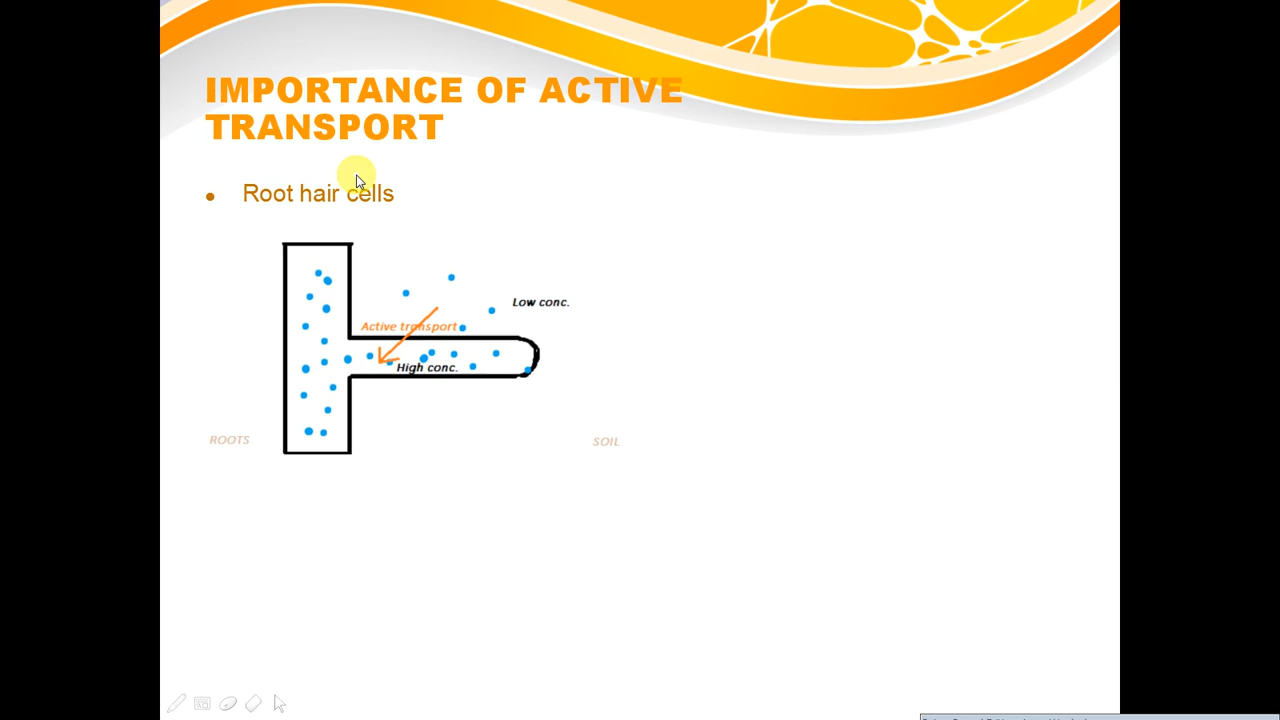 IMPORTANCE OF ACTIVE
TRANSPORT
Root hair cells
Low conc.
Active transport
High conc.
ROOTS
SOIL